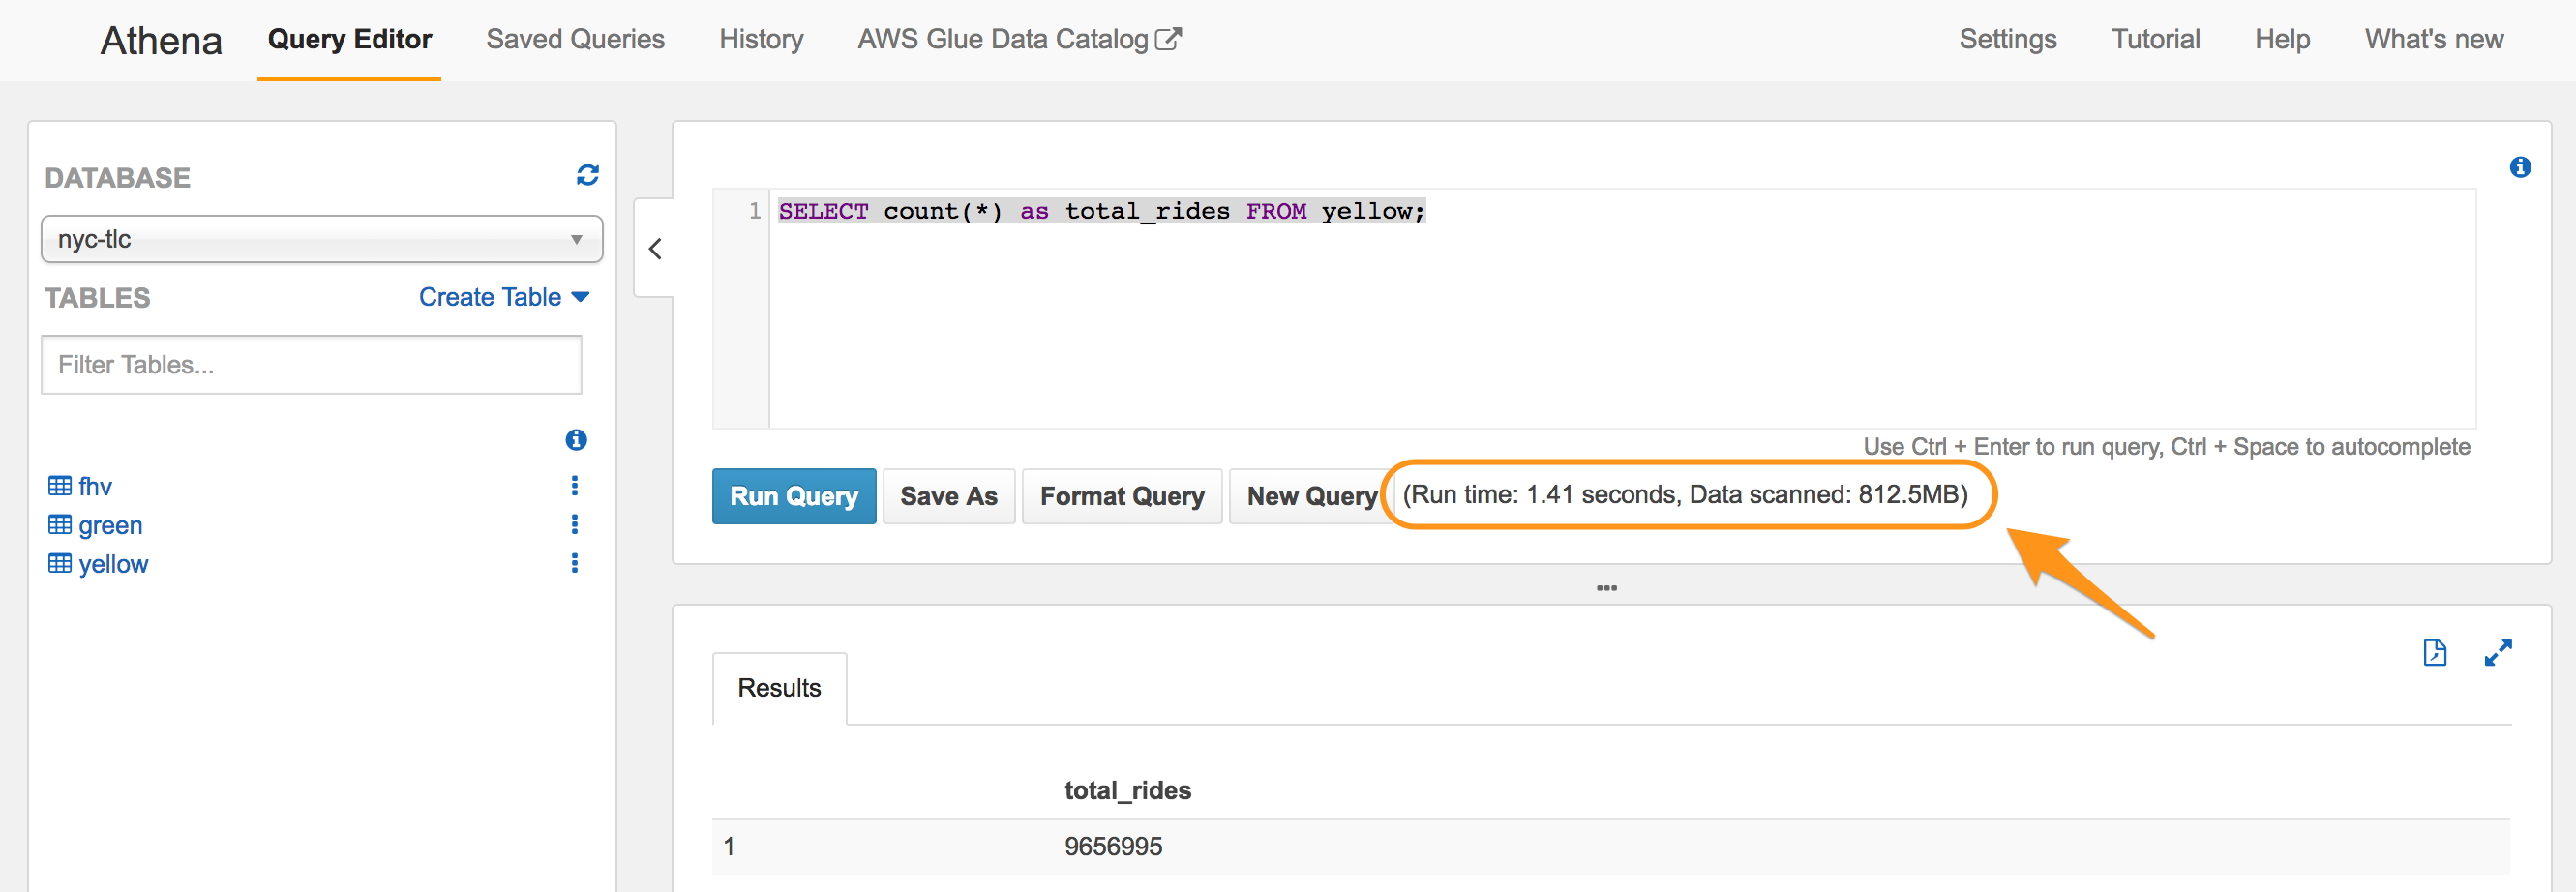 Athena Query Editor Saved Queries History AWS Glue Data Catalog Settings Tutorial Help What's new
DATABASE
nyc-tlc
TABLES Create Table
Filter Tables...
fhv
green
yellow
1 SELECT count(*) as total_rides FROM yellow;
Use Ctrl + Enter to run query, Ctrl + Space to autocomplete
Run Query Save As Format Query New Query (Run time: 1.41 seconds, Data scanned: 812.5MB)
Results
total_rides
1 9656995